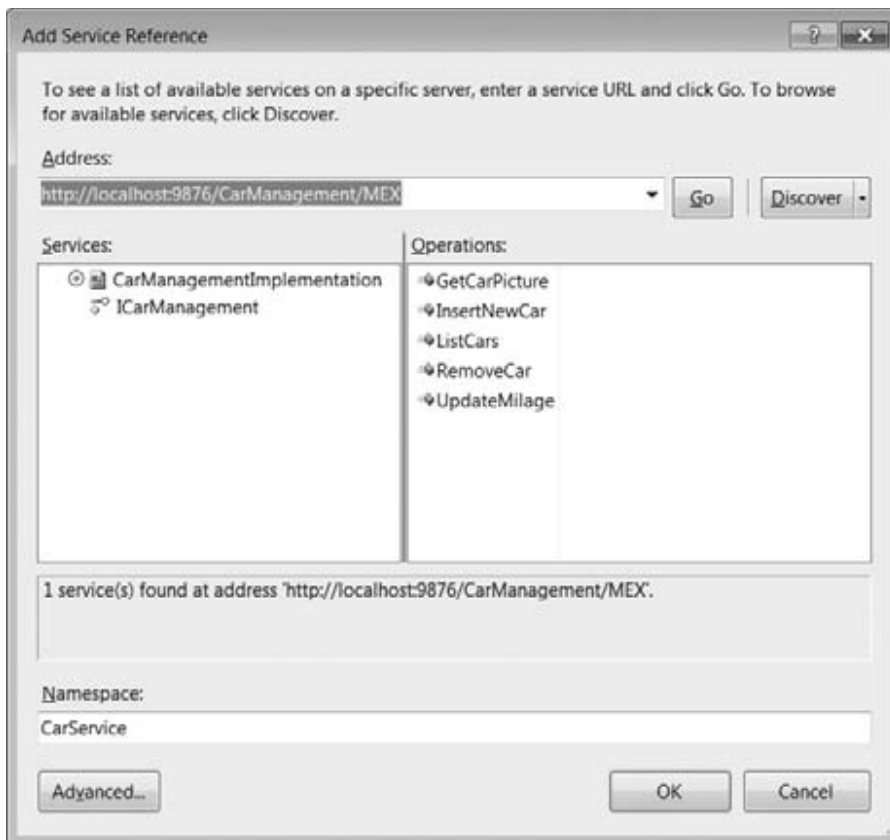 Add Service Reference
To see a list of available services on a specific server, enter a service URL and click Go. To browse
for available services, click Discover.
Address:
http://localhost:9876/CarManagement/MEX
Go
Discover
Services:
Operations:
CarManagementImplementation
ICarManagement
GetCarPicture
InsertNewCar
ListCars
RemoveCar
UpdateMilage
1 service(s) found at address 'http://localhost:9876/CarManagement/MEX'.
Namespace:
CarService
Advanced...
OK
Cancel